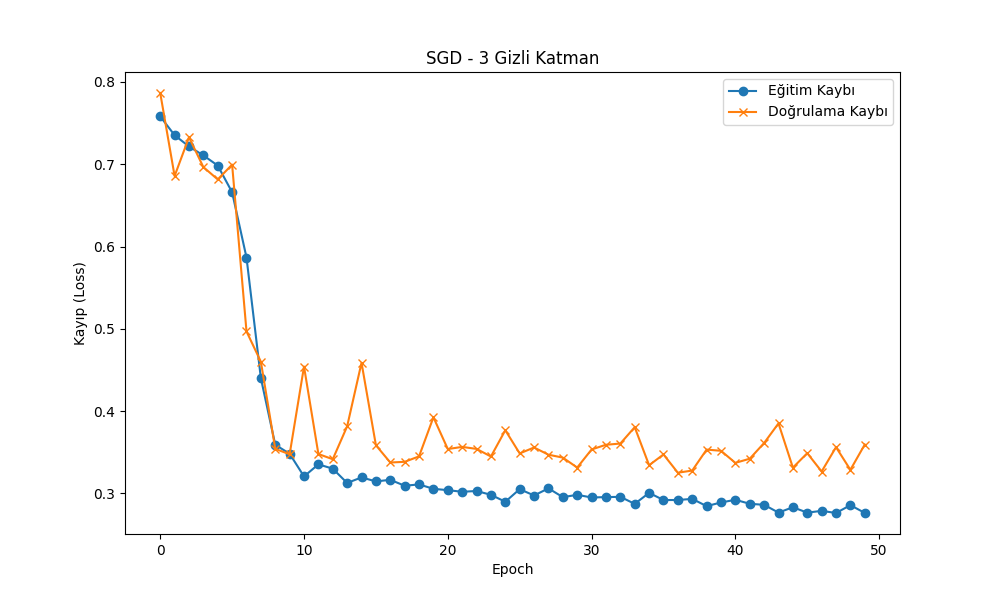 SGD - 3 Gizli Katman
Eğitim Kaybı
Doğrulama Kaybı
Kayıp (Loss)
0.8
0.7
0.6
0.5
0.4
0.3
0 10 20 30 40 50
Epoch